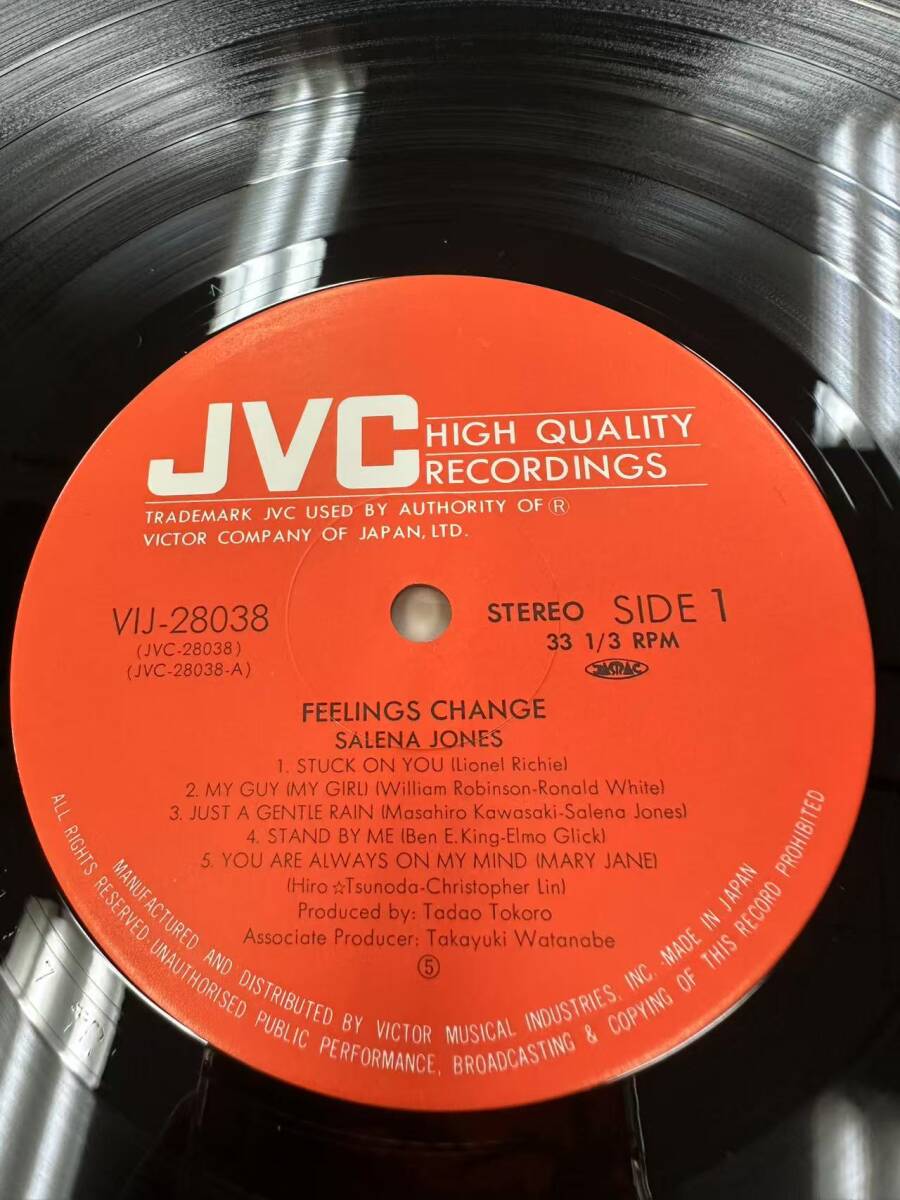 JVC HIGH QUALITY
RECORDINGS
TRADEMARK JVC USED BY AUTHORITY OF ®
VICTOR COMPANY OF JAPAN, LTD.
VIJ-28038
(JVC-28038)
(JVC-28038-A)
STEREO SIDE 1
33 1/3 RPM
JASRAC
FEELINGS CHANGE
SALENA JONES
1. STUCK ON YOU (Lionel Richie)
2. MY GUY (MY GIRL) (William Robinson-Ronald White)
3. JUST A GENTLE RAIN (Masahiro Kawasaki-Salena Jones)
4. STAND BY ME (Ben E.King-Elmo Glick)
5. YOU ARE ALWAYS ON MY MIND (MARY JANE)
(Hiro☆Tsunoda-Christopher Lin)
Produced by: Tadao Tokoro
Associate Producer: Takayuki Watanabe
⑤
MANUFACTURED AND DISTRIBUTED BY VICTOR MUSICAL INDUSTRIES, INC. MADE IN JAPAN
ALL RIGHTS RESERVED. UNAUTHORISED PUBLIC PERFORMANCE, BROADCASTING & COPYING OF THIS RECORD PROHIBITED